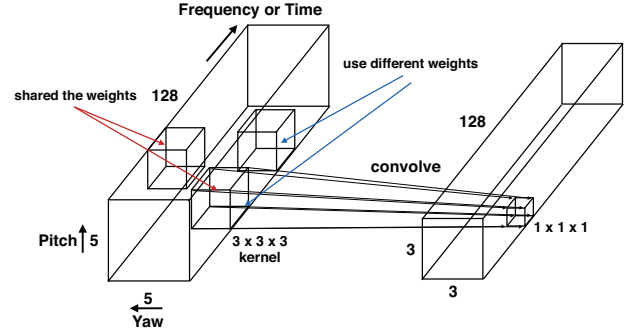 Frequency or Time
use different weights
shared the weights
128
128
convolve
Pitch
5
3 x 3 x 3
kernel
1 x 1 x 1
3
3
5
Yaw